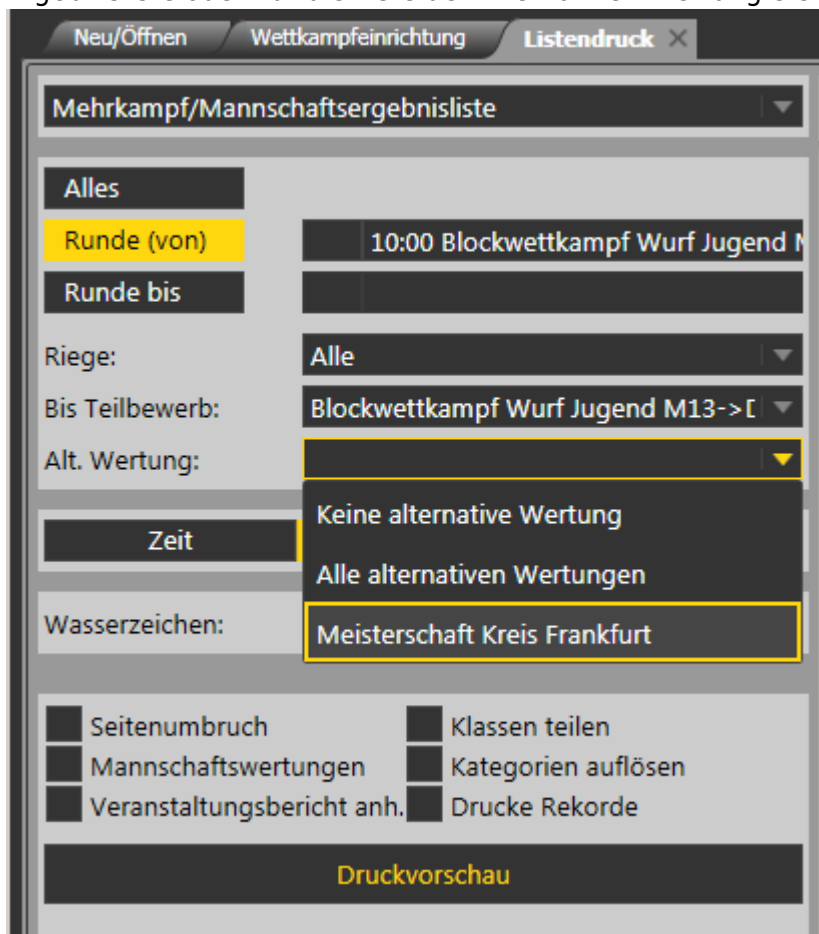 Neu/Öffnen Wettkampfeinrichtung Listendruck
Mehrkampf/Mannschaftsergebnisliste
Alles
Runde (von) 10:00 Blockwettkampf Wurf Jugend
Runde bis
Riege: Alle
Bis Teilbewerb: Blockwettkampf Wurf Jugend M13->
Alt. Wertung:
Keine alternative Wertung
Zeit
Alle alternativen Wertungen
Wasserzeichen:
Meisterschaft Kreis Frankfurt
Seitenumbruch Klassen teilen
Mannschaftswertungen Kategorien auflösen
Veranstaltungsbericht anh. Drucke Rekorde
Druckvorschau